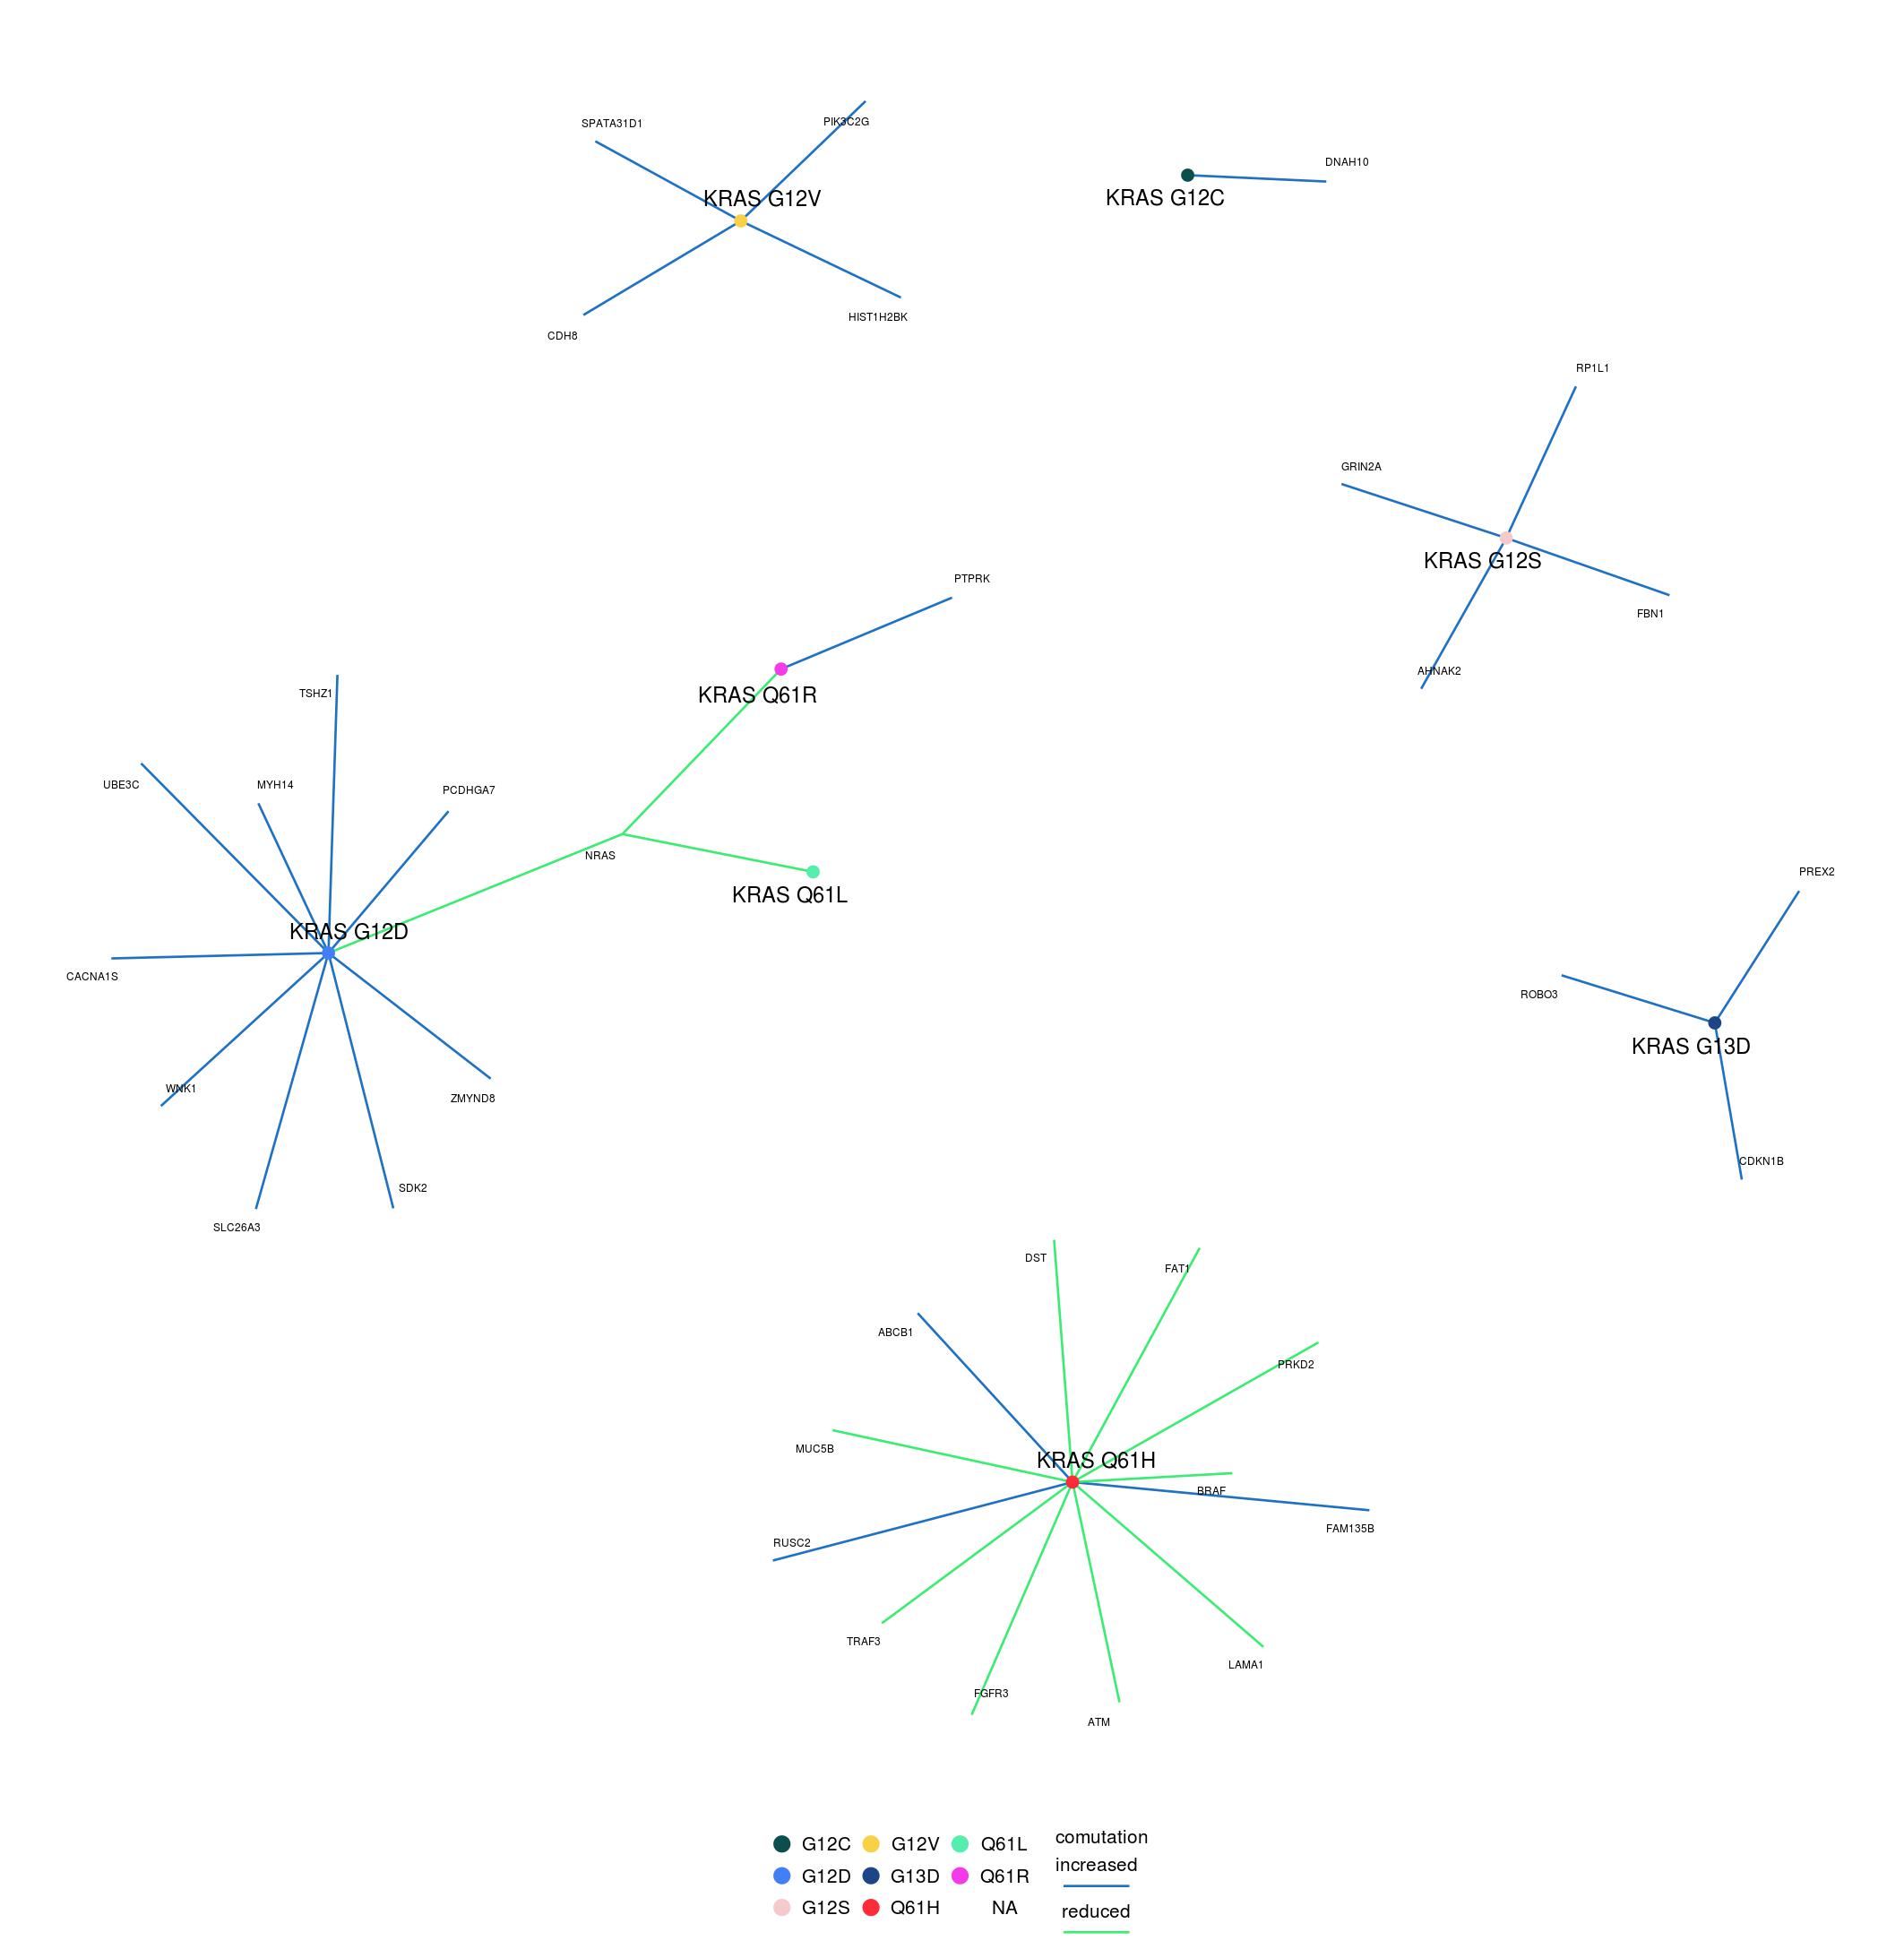 PIK3C2G
SPATA31D1
DNAH10
KRAS G12V
KRAS G12C
HIST1H2BK
CDH8
RP1L1
GRIN2A
KRAS G12S
PTPRK
FBN1
AHNAK2
TSHZ1
KRAS Q61R
UBE3C
MYH14
PCDHGA7
NRAS
PREX2
KRAS Q61L
KRAS G12D
CACNA1S
ROBO3
KRAS G13D
WNK1
ZMYND8
CDKN1B
SDK2
SLC26A3
DST
FAT1
ABCB1
PRKD2
MUC5B
KRAS Q61H
BRAF
FAM135B
RUSC2
TRAF3
LAMA1
FGFR3
ATM
G12C G12V Q61L
G12D G13D Q61R
G12S Q61H NA
comutation
increased
reduced